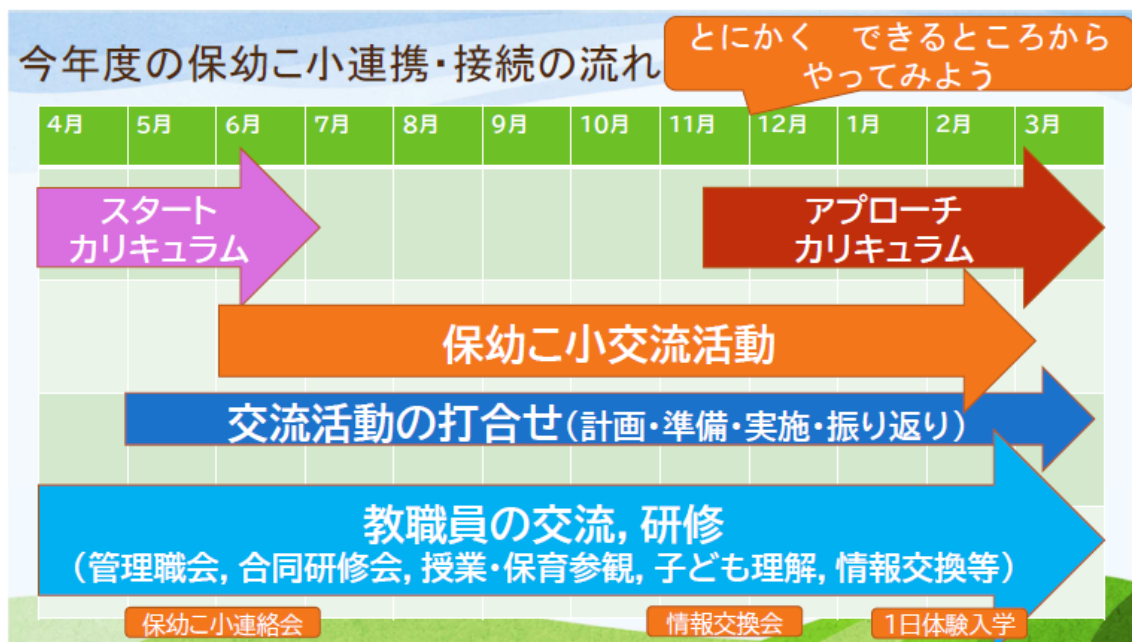 今年度の保幼こ小連携・接続の流れ
とにかく　できるところから
やってみよう
4月 5月 6月 7月 8月 9月 10月 11月 12月 1月 2月 3月
スタート
カリキュラム
アプローチ
カリキュラム
保幼こ小交流活動
交流活動の打合せ(計画・準備・実施・振り返り)
教職員の交流,研修
(管理職会,合同研修会,授業・保育参観,子ども理解,情報交換等)
保幼こ小連絡会
情報交換会
1日体験入学